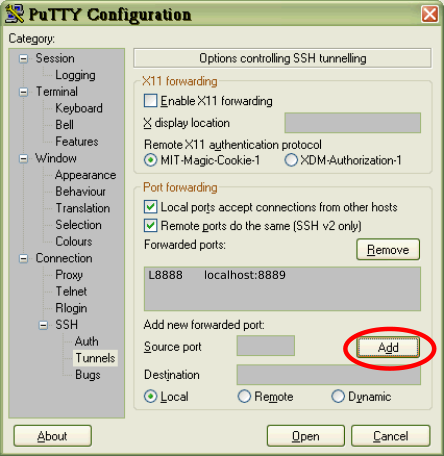 PuTTY Configuration
Category:
Session
Logging
Terminal
Keyboard
Bell
Features
Window
Appearance
Behaviour
Translation
Selection
Colours
Connection
Proxy
Telnet
Rlogin
SSH
Auth
Tunnels
Bugs
Options controlling SSH tunnelling
X11 forwarding
Enable X11 forwarding
X display location
Remote X11 authentication protocol
MIT-Magic-Cookie-1 XDM-Authorization-1
Port forwarding
Local ports accept connections from other hosts
Remote ports do the same (SSH v2 only)
Forwarded ports: Remove
L8888 localhost:8889
Add new forwarded port:
Source port Add
Destination
Local Remote Dynamic
About Open Cancel